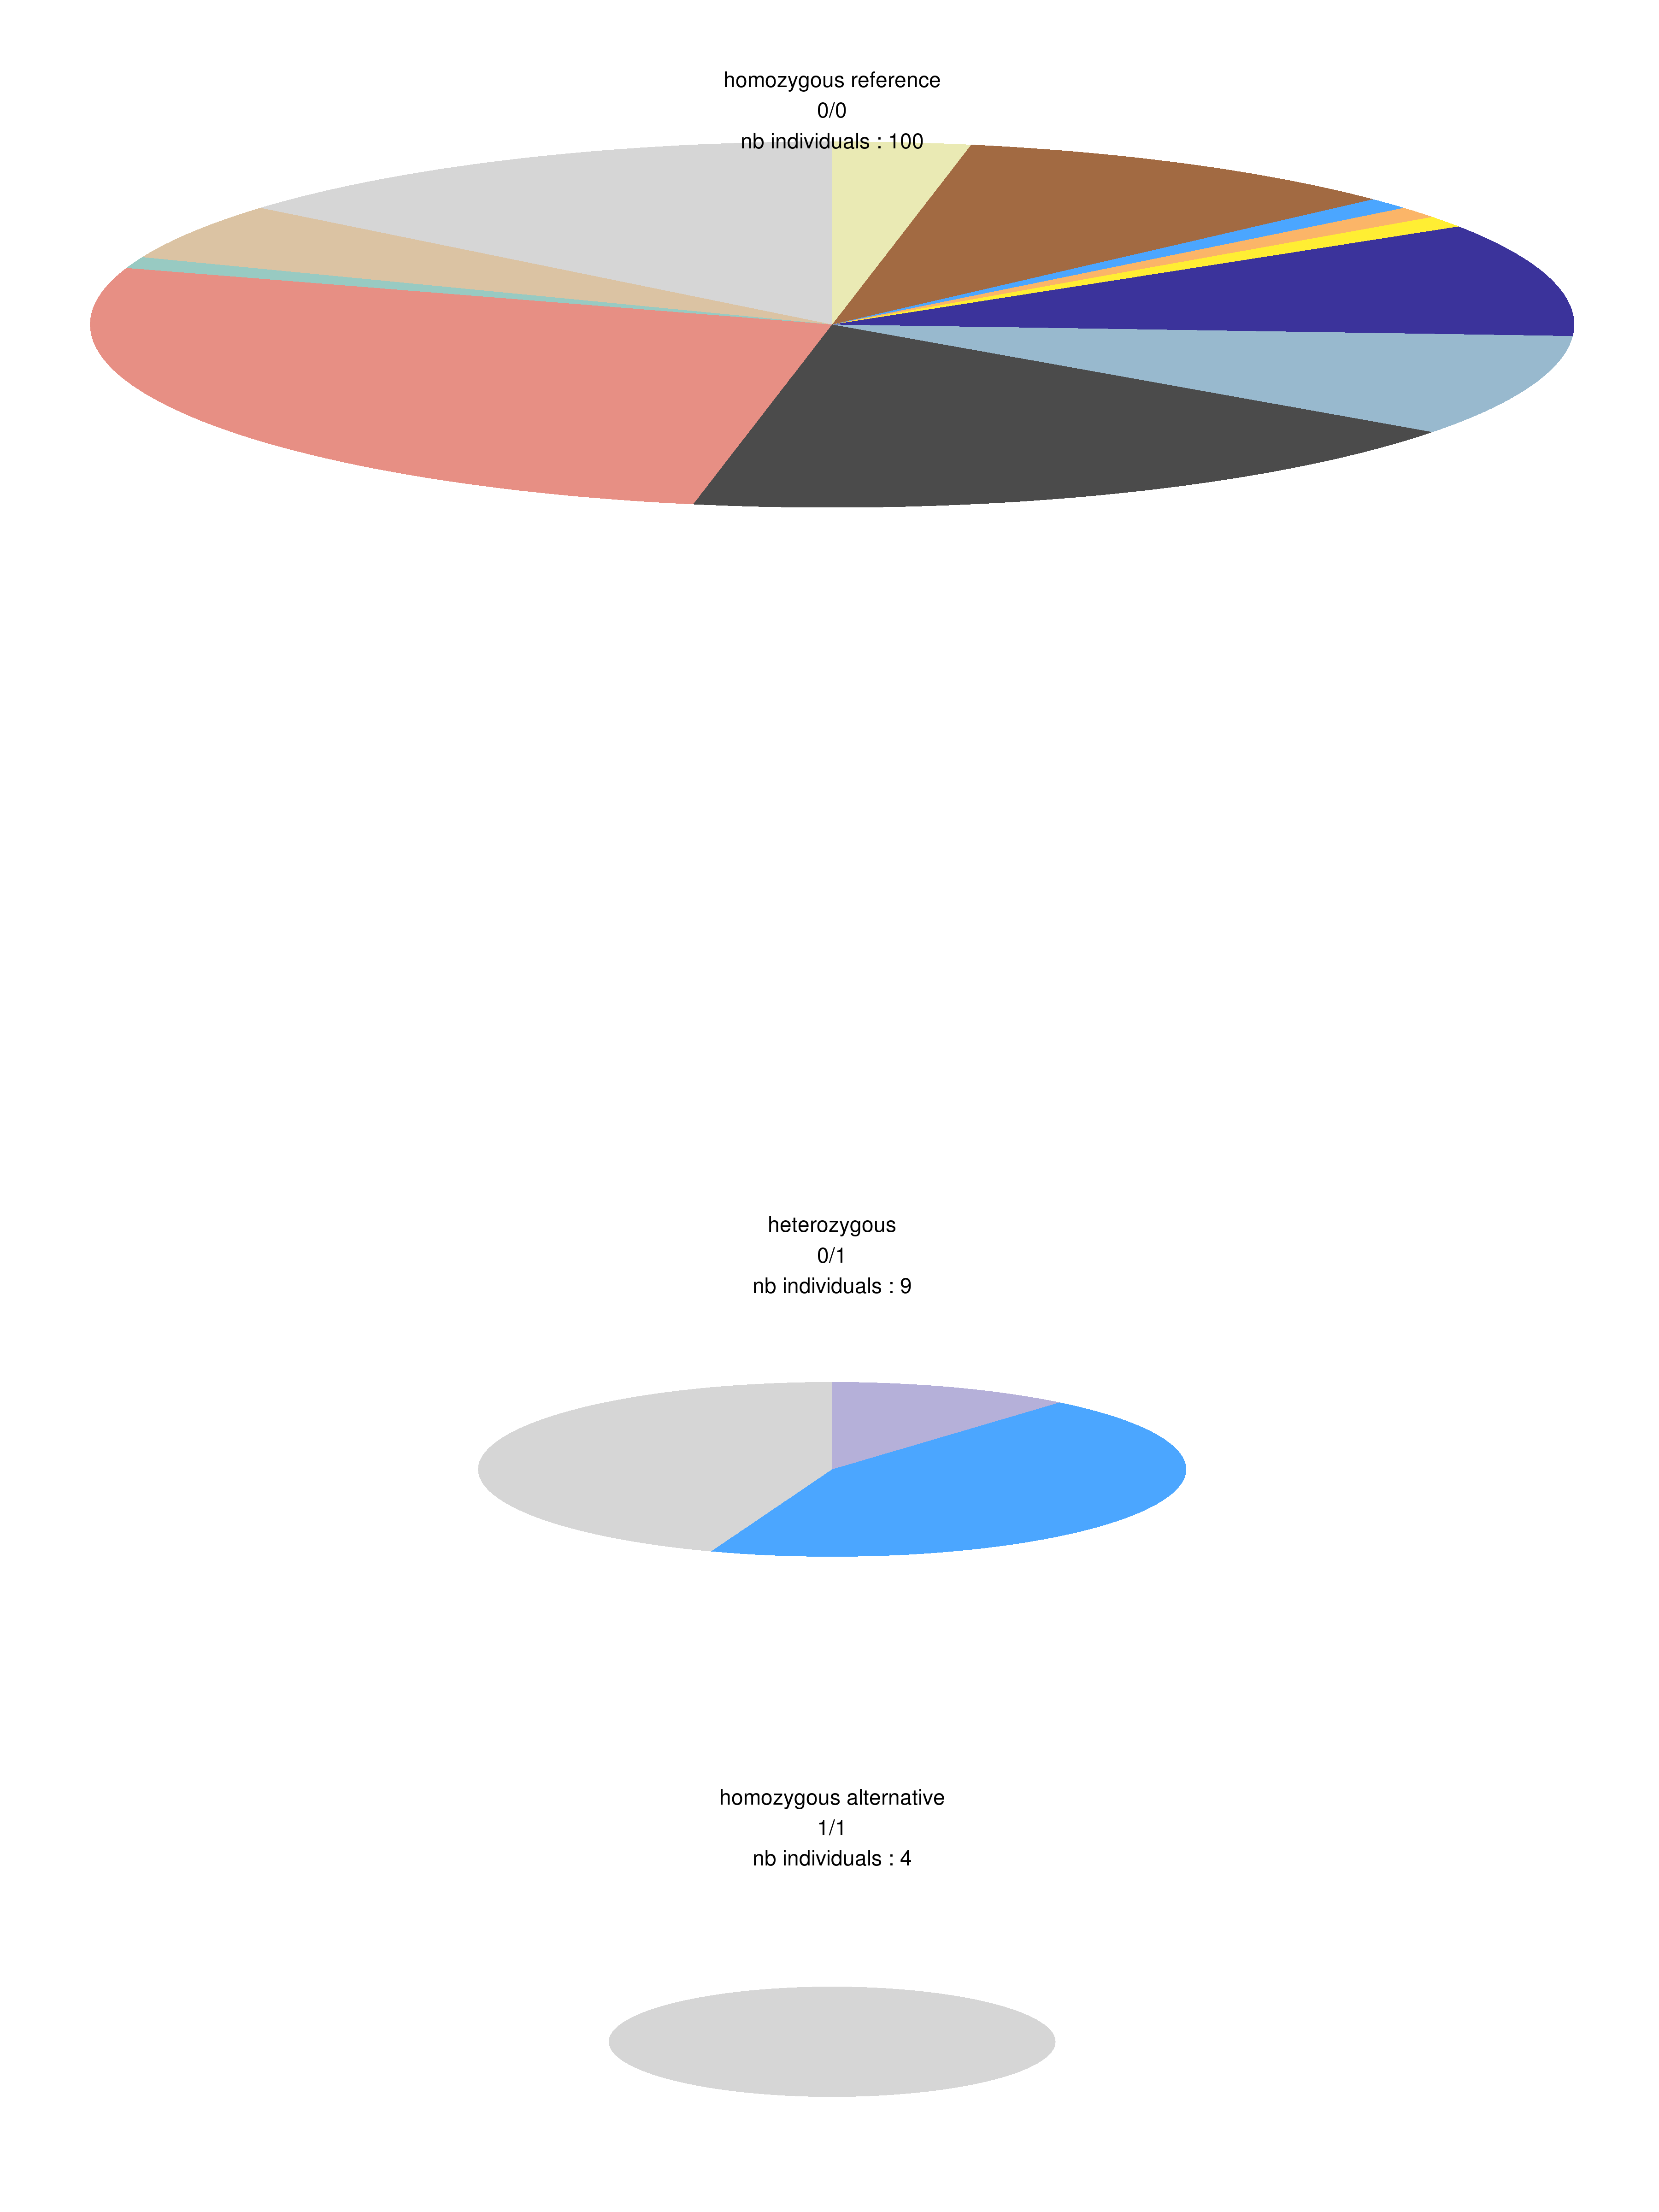 homozygous reference
0/0
nb individuals : 100
heterozygous
0/1
nb individuals : 9
homozygous alternative
1/1
nb individuals : 4